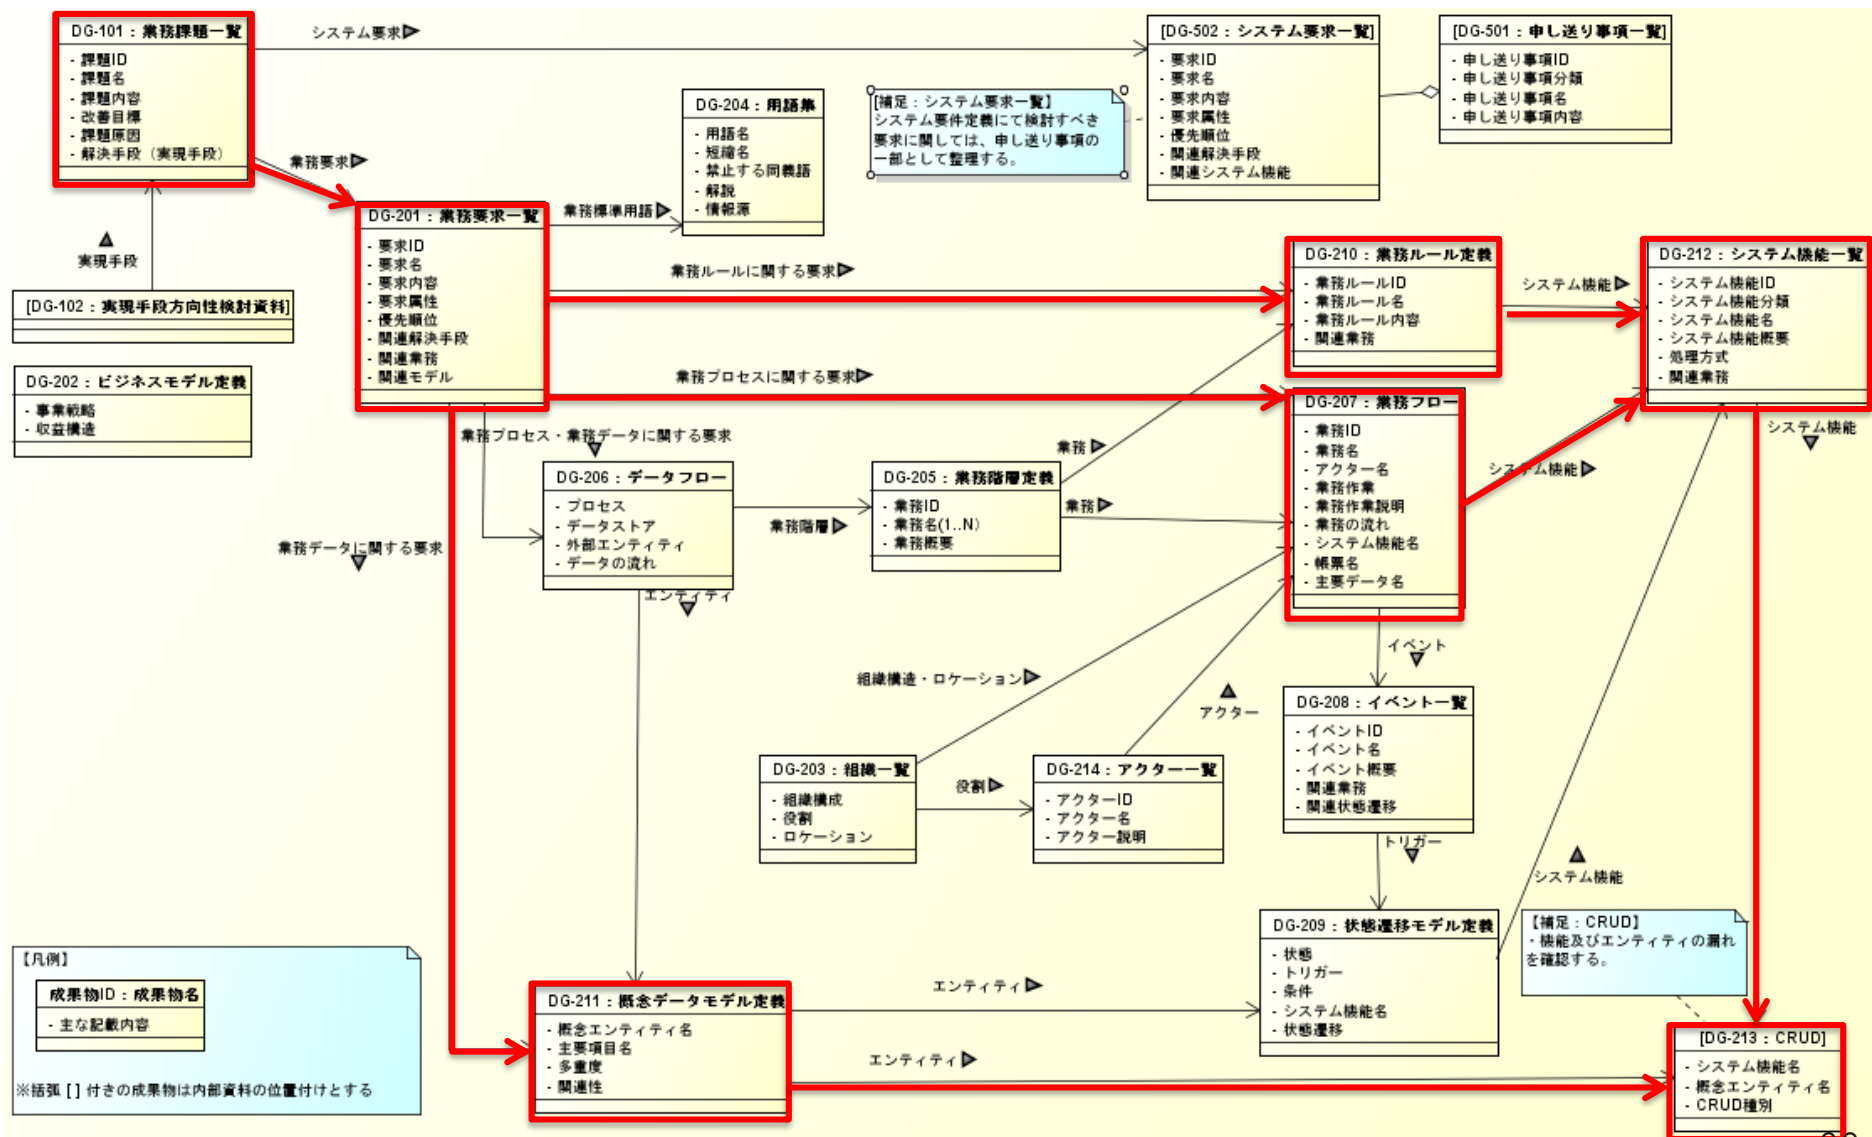 DG-101：業務課題一覧
- 課題ID
- 課題名
- 課題内容
- 改善目標
- 課題原因
- 解決手段（実現手段）
システム要求▶
[DG-502：システム要求一覧]
- 要求ID
- 要求名
- 要求内容
- 要求属性
- 優先順位
- 関連解決手段
- 関連システム機能
[DG-501：申し送り事項一覧]
- 申し送り事項ID
- 申し送り事項分類
- 申し送り事項名
- 申し送り事項内容
[補足：システム要求一覧]
システム要件定義にて検討すべき
要求に関しては、申し送り事項の
一部として整理する。
DG-204：用語集
- 用語名
- 短縮名
- 禁止する同義語
- 解説
- 情報源
業務要求▶
業務標準用語▶
DG-201：業務要求一覧
- 要求ID
- 要求名
- 要求内容
- 要求属性
- 優先順位
- 関連解決手段
- 関連業務
- 関連モデル
▲
実現手段
[DG-102：実現手段方向性検討資料]
DG-202：ビジネスモデル定義
- 事業戦略
- 収益構造
業務ルールに関する要求▶
DG-210：業務ルール定義
- 業務ルールID
- 業務ルール名
- 業務ルール内容
- 関連業務
システム機能▶
DG-212：システム機能一覧
- システム機能ID
- システム機能分類
- システム機能名
- システム機能概要
- 処理方式
- 関連業務
業務プロセスに関する要求▶
DG-207：業務フロー
- 業務ID
- 業務名
- アクター名
- 業務作業
- 業務作業説明
- 業務の流れ
- システム機能名
- 帳票名
- 主要データ名
システム機能▶
システム機能
▼
業務プロセス・業務データに関する要求
▼
DG-206：データフロー
- プロセス
- データストア
- 外部エンティティ
- データの流れ
業務階層▶
DG-205：業務階層定義
- 業務ID
- 業務名(1..N)
- 業務概要
業務▶
業務▶
業務データに関する要求
▼
エンティティ
▼
組織構造・ロケーション▶
▲
アクター
イベント
▼
DG-208：イベント一覧
- イベントID
- イベント名
- イベント概要
- 関連業務
- 関連状態遷移
DG-203：組織一覧
- 組織構成
- 役割
- ロケーション
役割▶
DG-214：アクター一覧
- アクターID
- アクター名
- アクター説明
トリガー
▼
▲
システム機能
DG-209：状態遷移モデル定義
- 状態
- トリガー
- 条件
- システム機能名
- 状態遷移
【補足：CRUD】
・機能及びエンティティの漏れ
を確認する。
【凡例】
成果物ID：成果物名
- 主な記載内容
※括弧 [ ] 付きの成果物は内部資料の位置付けとする
DG-211：概念データモデル定義
- 概念エンティティ名
- 主要項目名
- 多重度
- 関連性
エンティティ▶
エンティティ▶
[DG-213：CRUD]
- システム機能名
- 概念エンティティ名
- CRUD種別